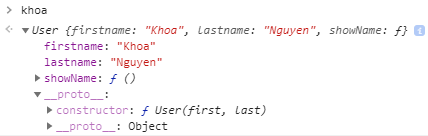 > khoa
User {firstname: "Khoa", lastname: "Nguyen", showName: ƒ} i
firstname: "Khoa"
lastname: "Nguyen"
showName: ƒ ()
__proto__:
constructor: ƒ User(first, last)
__proto__: Object